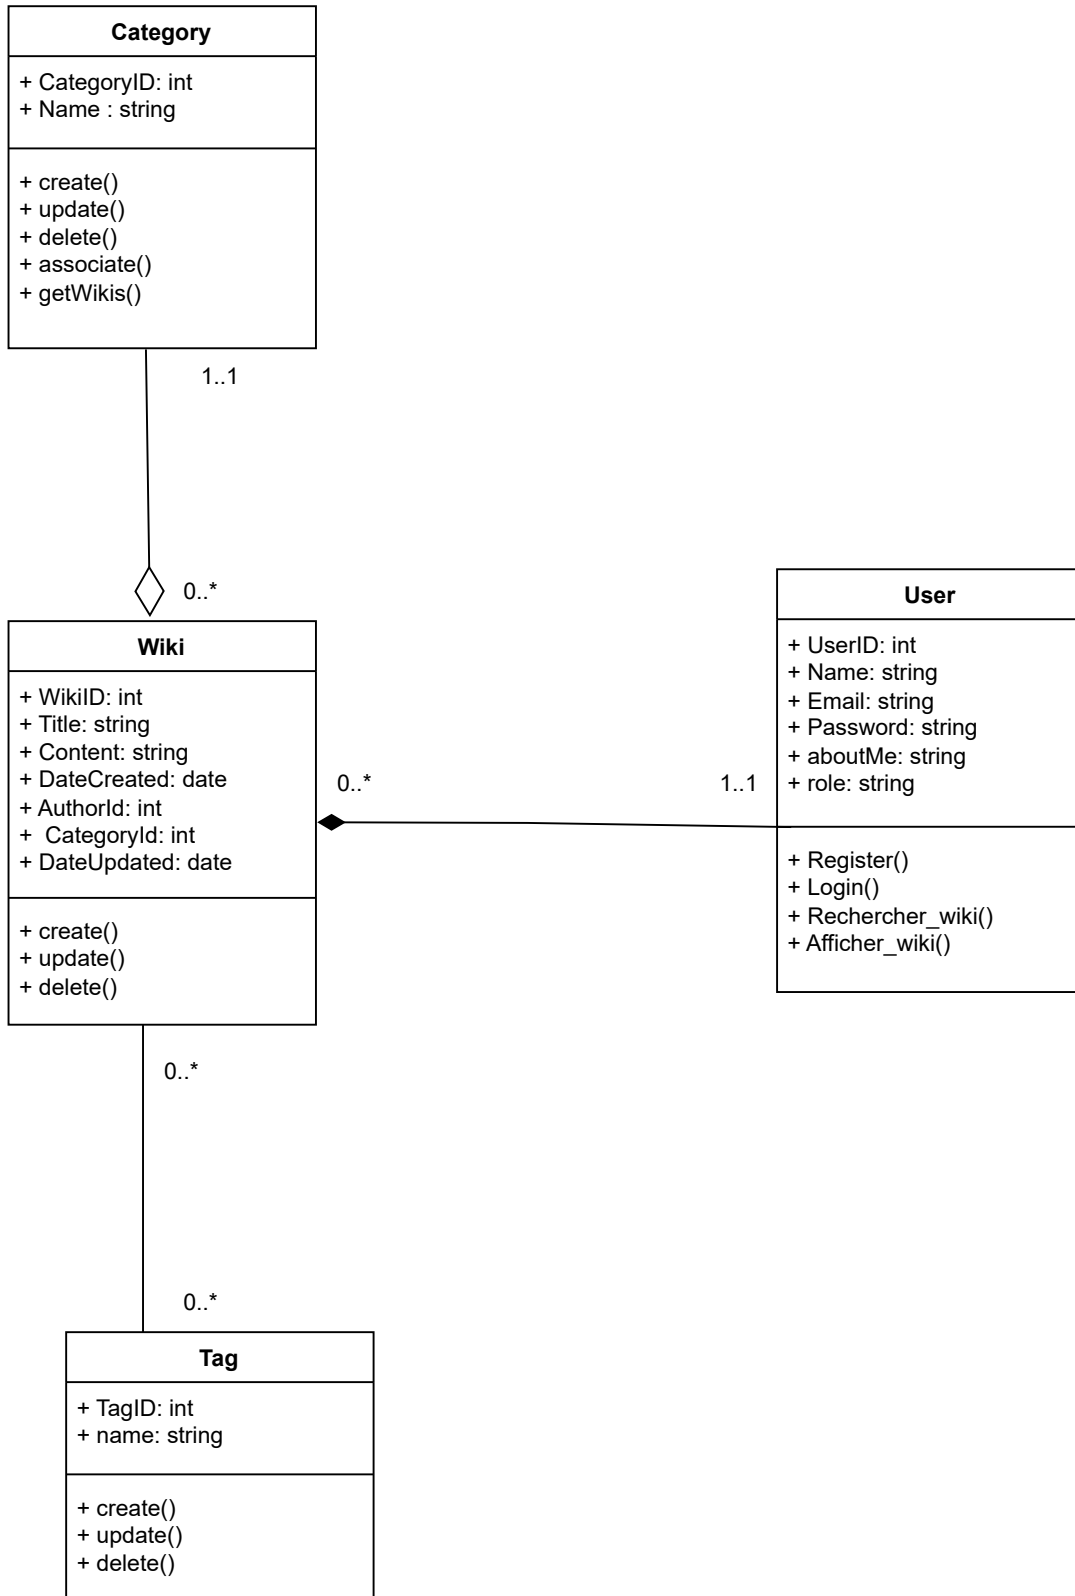 Category
+ CategoryID: int
+ Name : string
+ create()
+ update()
+ delete()
+ associate()
+ getWikis()
1..1
0..*
Wiki
+ WikiID: int
+ Title: string
+ Content: string
+ DateCreated: date
+ AuthorId: int
+  CategoryId: int
+ DateUpdated: date
+ create()
+ update()
+ delete()
0..*
1..1
User
+ UserID: int
+ Name: string
+ Email: string
+ Password: string
+ aboutMe: string
+ role: string
+ Register()
+ Login()
+ Rechercher_wiki()
+ Afficher_wiki()
0..*
0..*
Tag
+ TagID: int
+ name: string
+ create()
+ update()
+ delete()